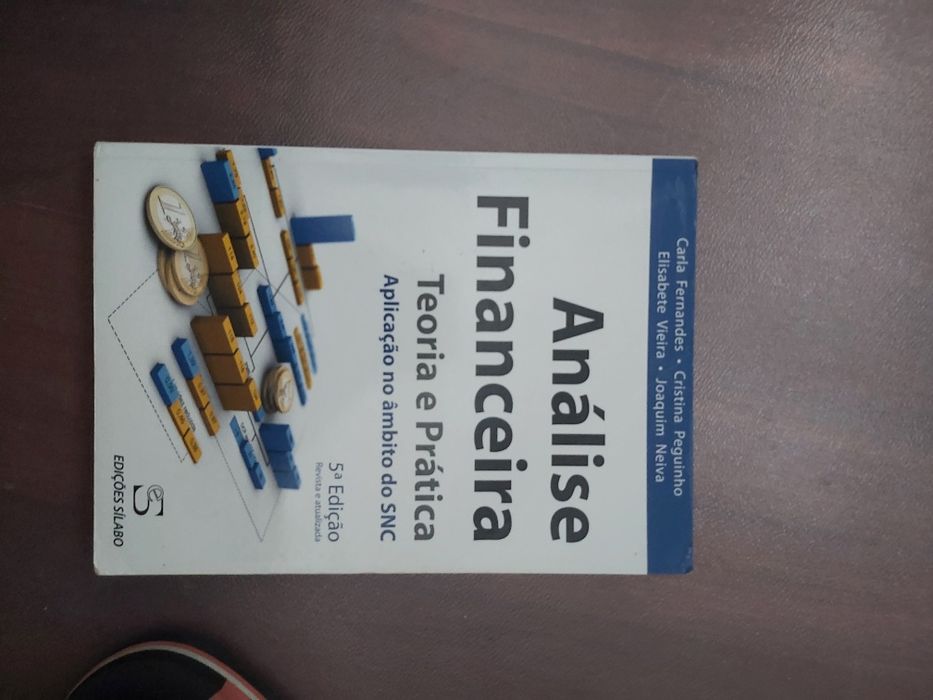 Carla Fernandes • Cristina Peguinho
Elisabete Vieira • Joaquim Neiva
Análise
Financeira
Teoria e Prática
Aplicação no âmbito do SNC
5ª Edição
Revista e atualizada
EDIÇÕES SÍLABO